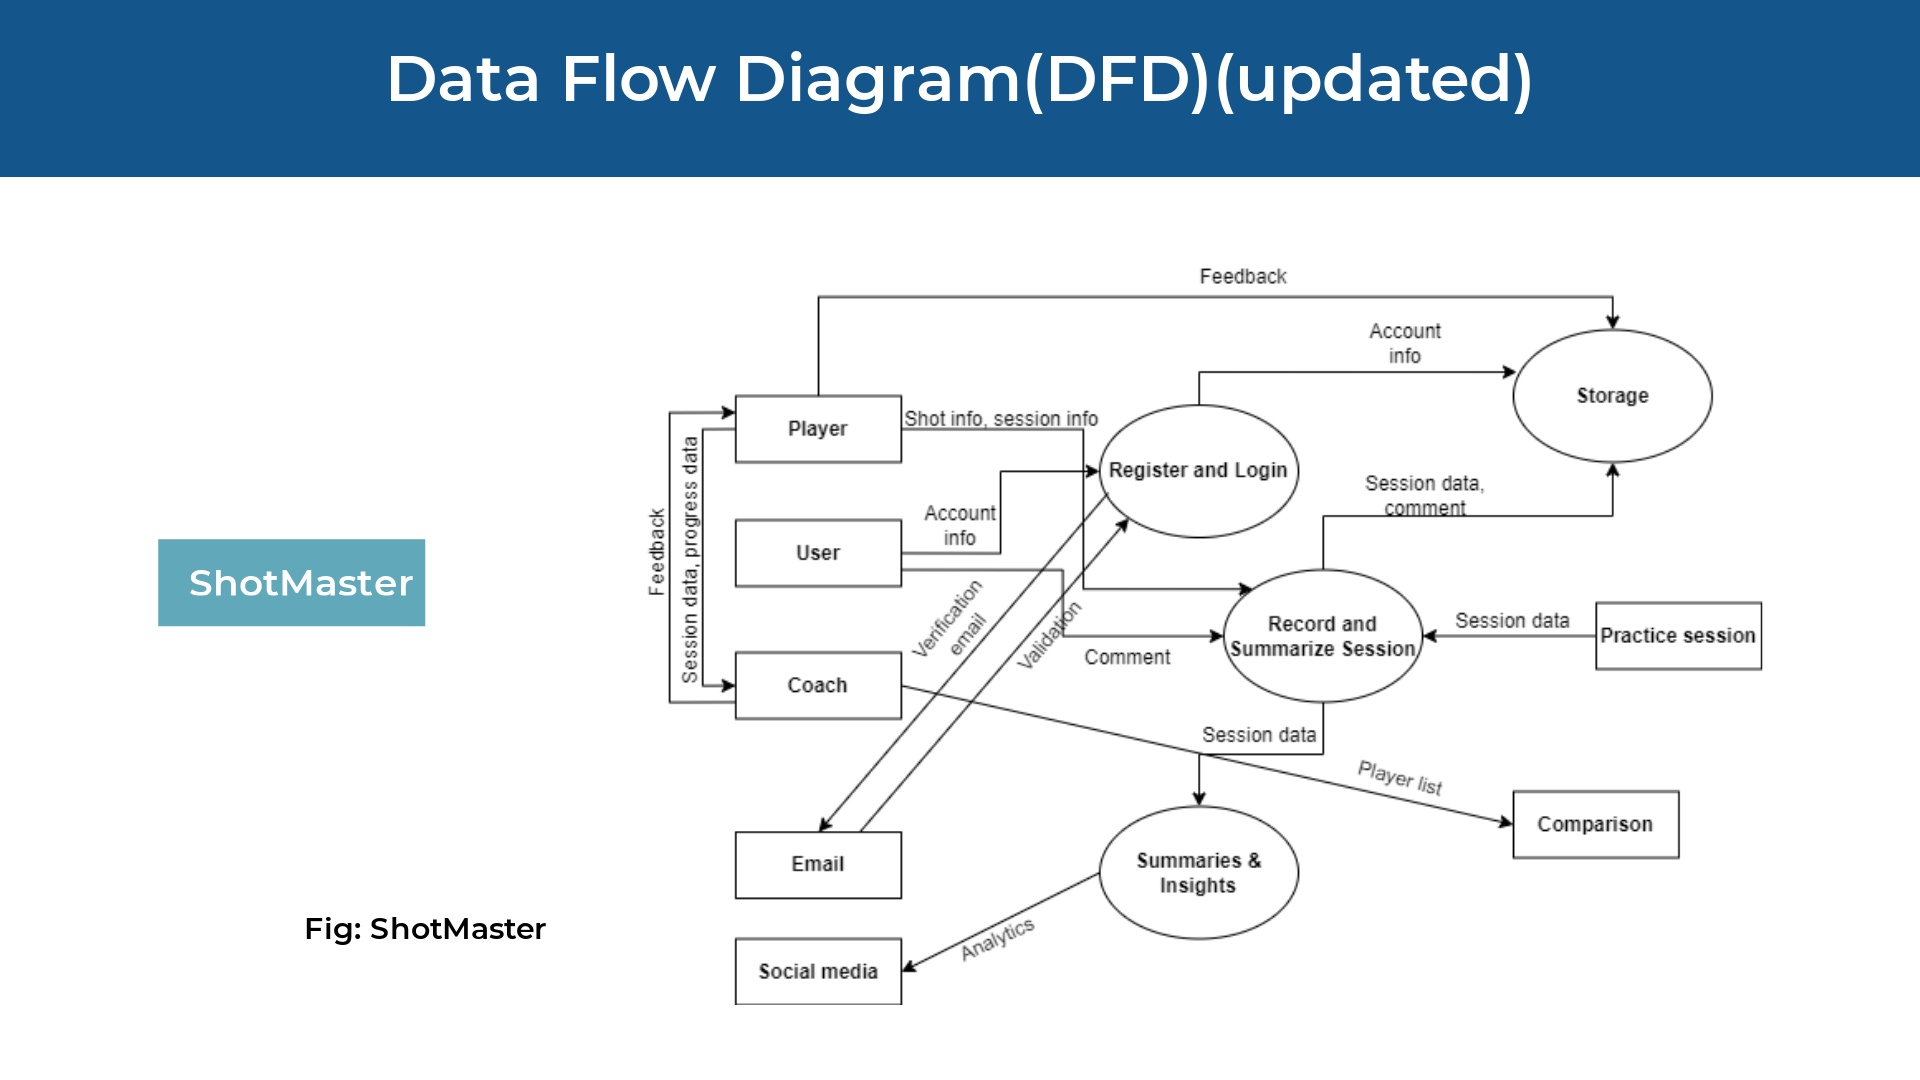 Data Flow Diagram(DFD)(updated)
Feedback
Account
info
Storage
Player
Shot info, session info
Register and Login
Session data,
comment
Account
info
User
Feedback
Session data, progress data
ShotMaster
Verification
email
Validation
Comment
Record and
Summarize Session
Session data
Practice session
Coach
Session data
Player list
Comparison
Email
Summaries &
Insights
Analytics
Fig: ShotMaster
Social media